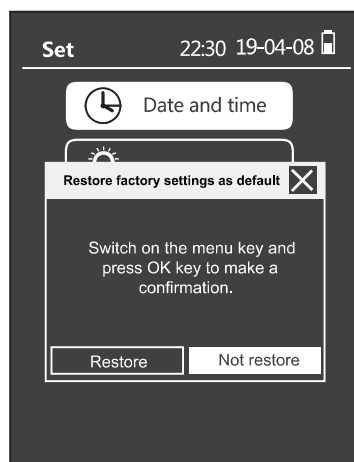 Set 22:30 19-04-08
Date and time
Restore factory settings as default
Switch on the menu key and
press OK key to make a
confirmation.
Restore Not restore